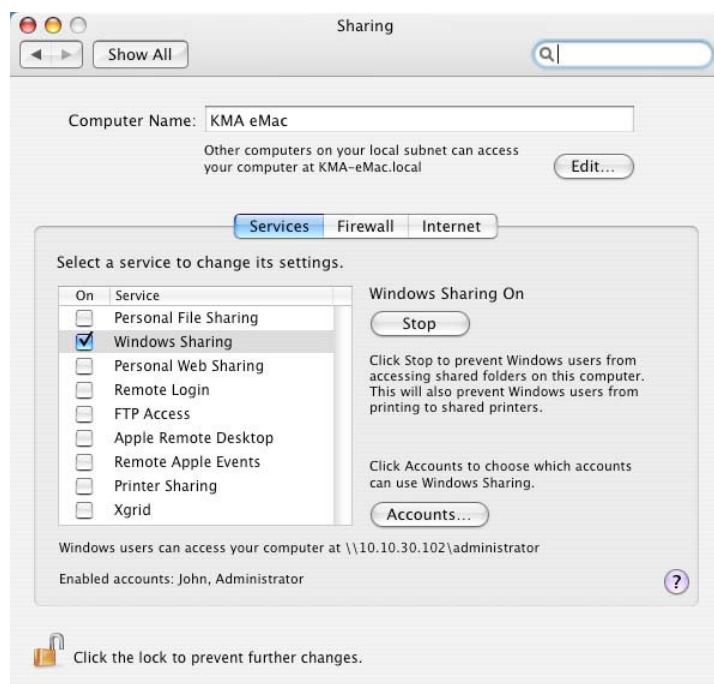 Sharing
Show All
Computer Name: KMA eMac
Other computers on your local subnet can access
your computer at KMA-eMac.local
Edit...
Services Firewall Internet
Select a service to change its settings.
On Service
Personal File Sharing
Windows Sharing
Personal Web Sharing
Remote Login
FTP Access
Apple Remote Desktop
Remote Apple Events
Printer Sharing
Xgrid
Windows Sharing On
Stop
Click Stop to prevent Windows users from
accessing shared folders on this computer.
This will also prevent Windows users from
printing to shared printers.
Click Accounts to choose which accounts
can use Windows Sharing.
Accounts...
Windows users can access your computer at \\10.10.30.102\administrator
Enabled accounts: John, Administrator
?
Click the lock to prevent further changes.